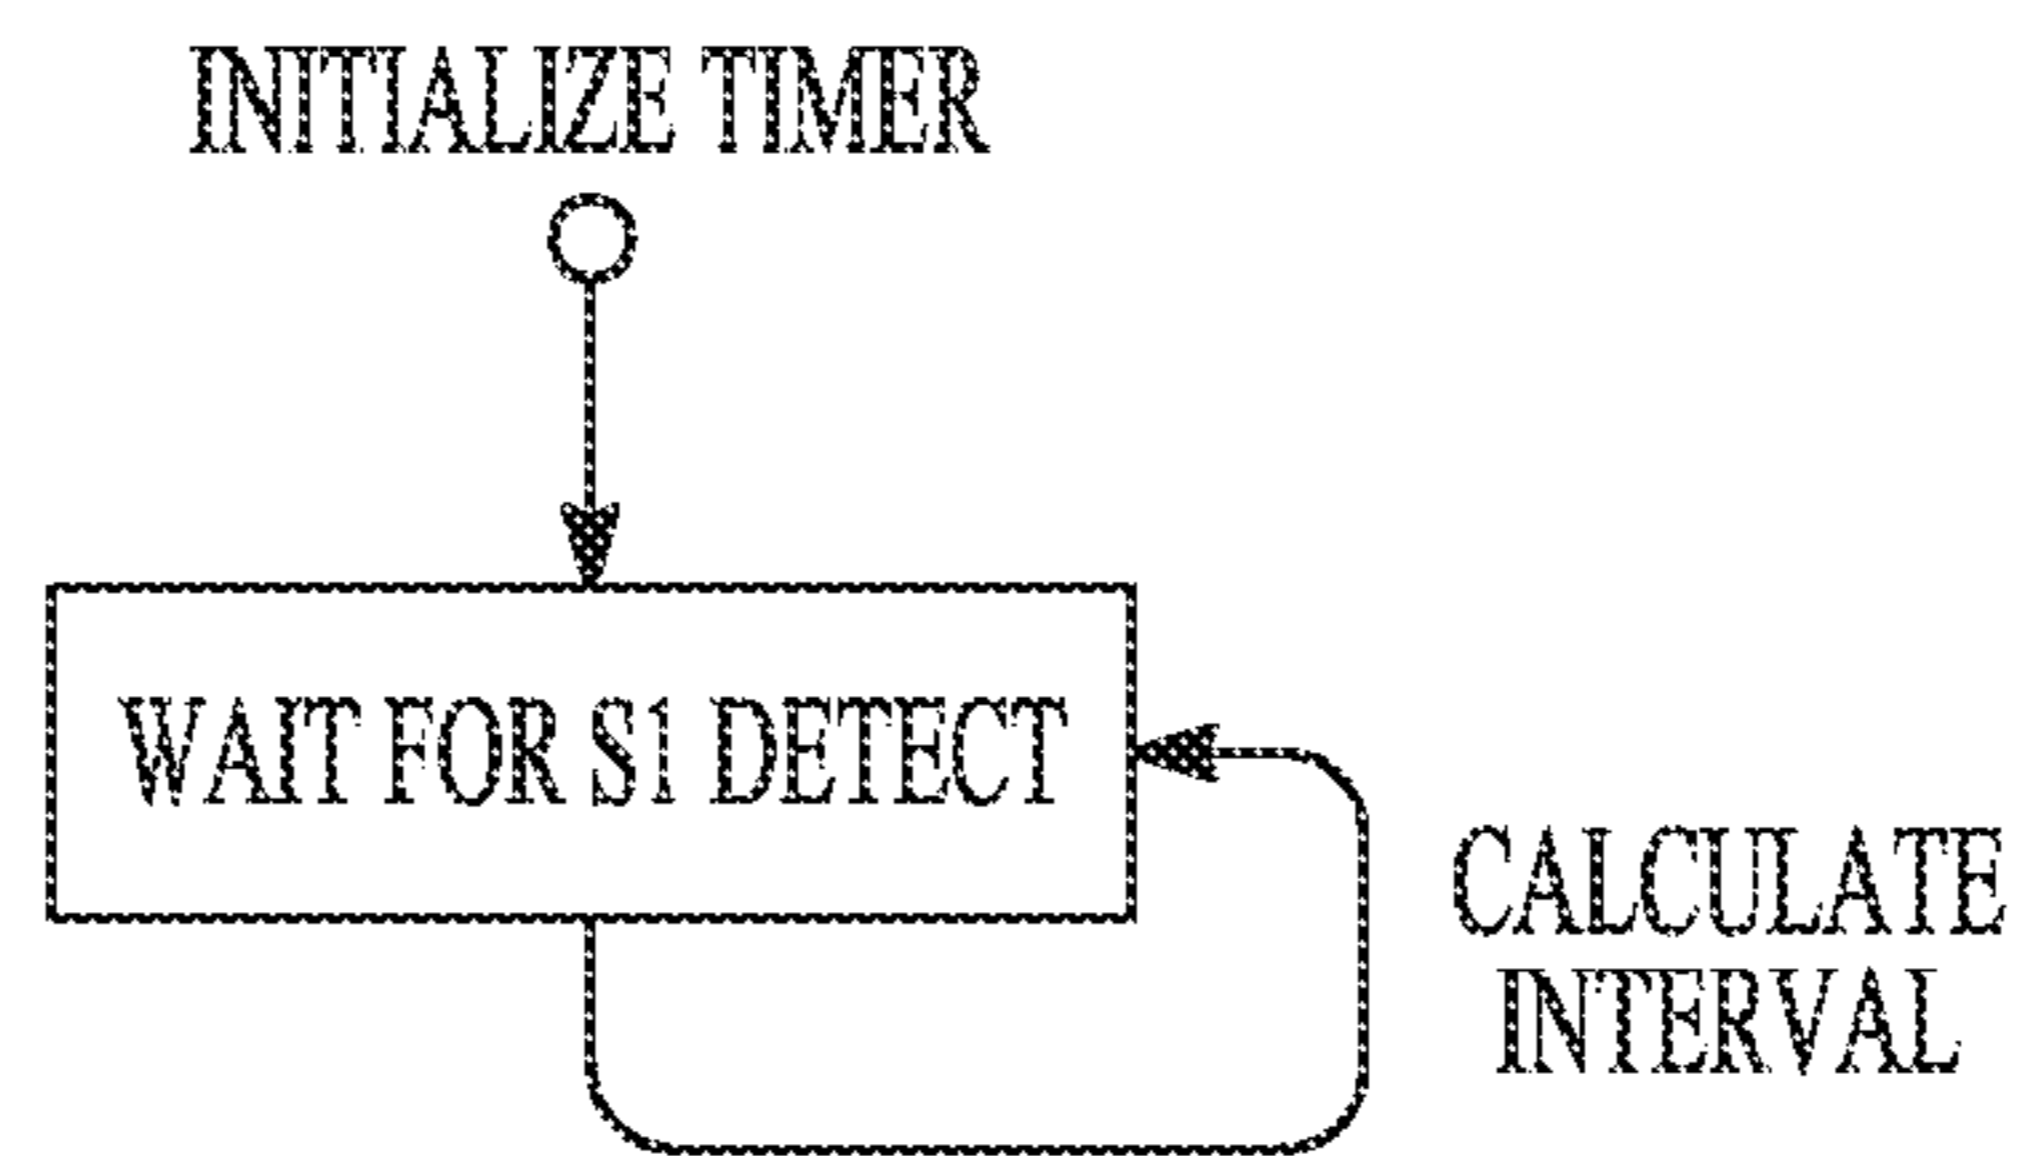 INITIALIZE TIMER
WAIT FOR S1 DETECT
CALCULATE
INTERVAL